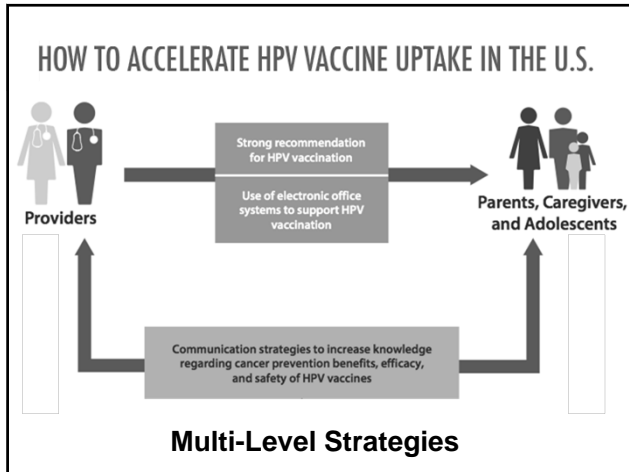 HOW TO ACCELERATE HPV VACCINE UPTAKE IN THE U.S.
Strong recommendation
for HPV vaccination
Use of electronic office
systems to support HPV
vaccination
Providers
Parents, Caregivers,
and Adolescents
Communication strategies to increase knowledge
regarding cancer prevention benefits, efficacy,
and safety of HPV vaccines
Multi-Level Strategies